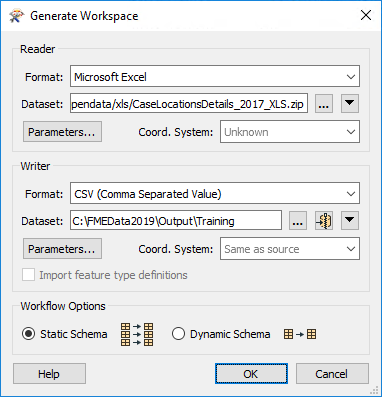 Generate Workspace
Reader
Format: Microsoft Excel
Dataset: pendata/xls/CaseLocationsDetails_2017_XLS.zip ...
Parameters... Coord. System: Unknown
Writer
Format: CSV (Comma Separated Value)
Dataset: C:\FMEData2019\Output\Training ...
Parameters... Coord. System: Same as source
Import feature type definitions
Workflow Options
Static Schema Dynamic Schema
Help OK Cancel